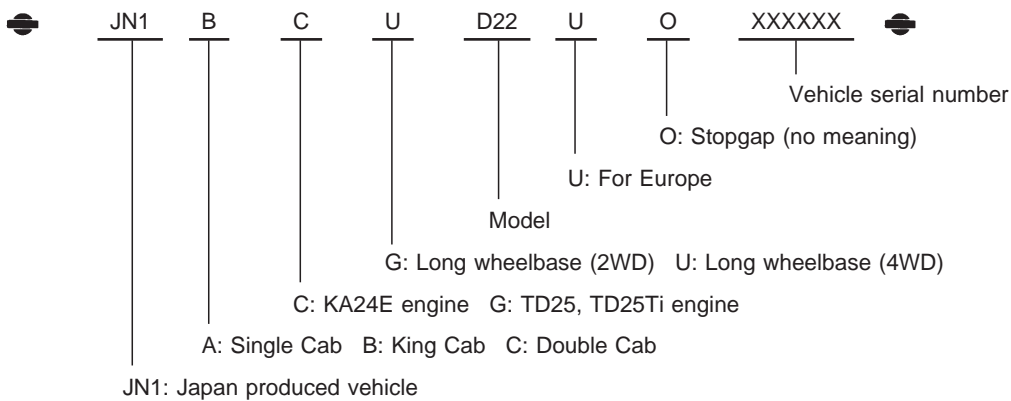 JN1 B C U D22 U O XXXXXX
Vehicle serial number
O: Stopgap (no meaning)
U: For Europe
Model
G: Long wheelbase (2WD) U: Long wheelbase (4WD)
C: KA24E engine G: TD25, TD25Ti engine
A: Single Cab B: King Cab C: Double Cab
JN1: Japan produced vehicle